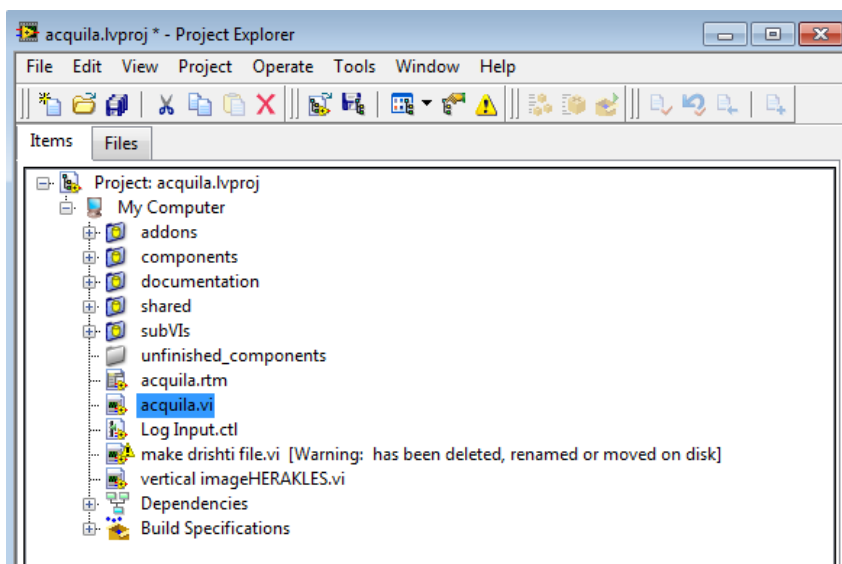 acquila.lvproj * - Project Explorer
File Edit View Project Operate Tools Window Help
Items Files
Project: acquila.lvproj
My Computer
addons
components
documentation
shared
subVIs
unfinished_components
acquila.rtm
acquila.vi
Log Input.ctl
make drishti file.vi [Warning: has been deleted, renamed or moved on disk]
vertical imageHERAKLES.vi
Dependencies
Build Specifications